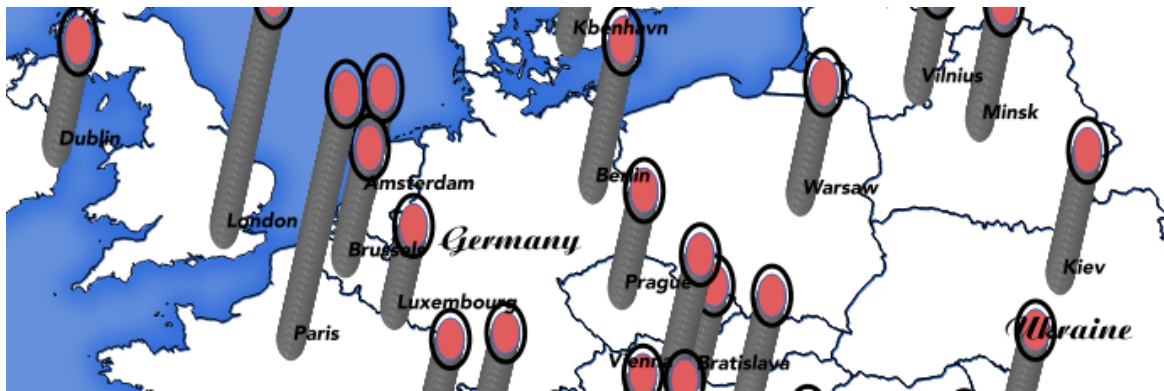 Kbenhavn
Vilnius
Minsk
Dublin
Amsterdam
Berlin
Warsaw
London
Brussels
Germany
Prague
Kiev
Luxembourg
Paris
Ukraine
Vienna
Bratislava